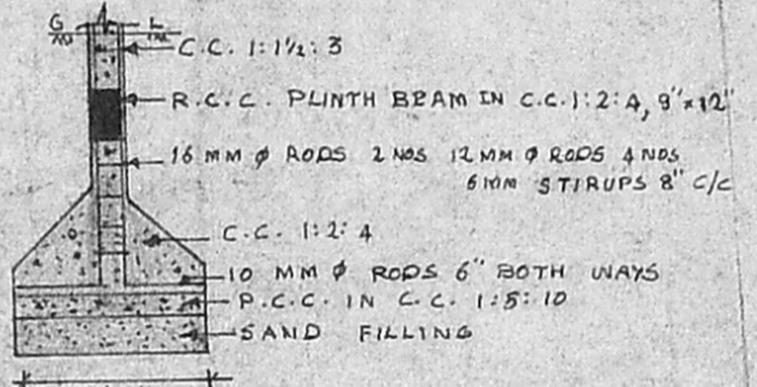 G L
C.C. 1:1½:3
R.C.C. PLINTH BEAM IN C.C. 1:2:4, 9"x12"
16 MM φ RODS 2 NOS 12 MM φ RODS 4 NOS
6 MM STIRUPS 8" C/C
C.C. 1:2:4
10 MM φ RODS 6" BOTH WAYS
P.C.C. IN C.C. 1:5:10
SAND FILLING